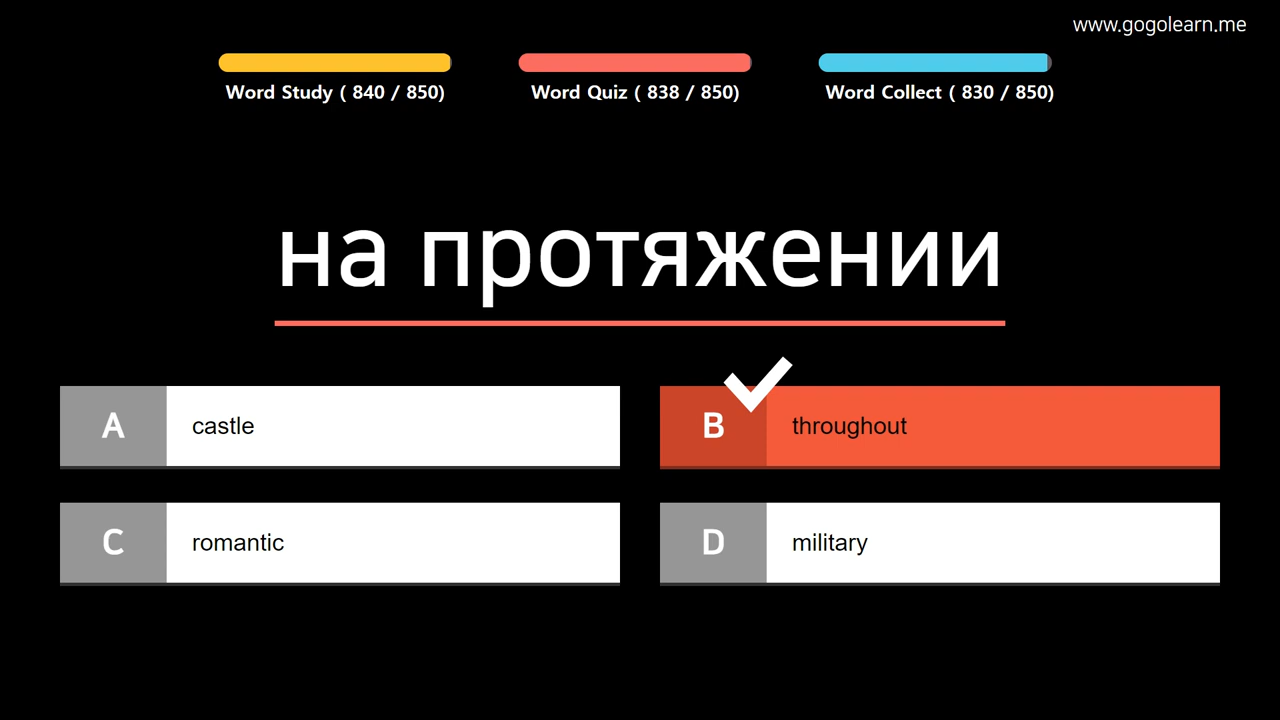 www.gogolearn.me
Word Study ( 840 / 850)
Word Quiz ( 838 / 850)
Word Collect ( 830 / 850)
на протяжении
A castle
B throughout
C romantic
D military